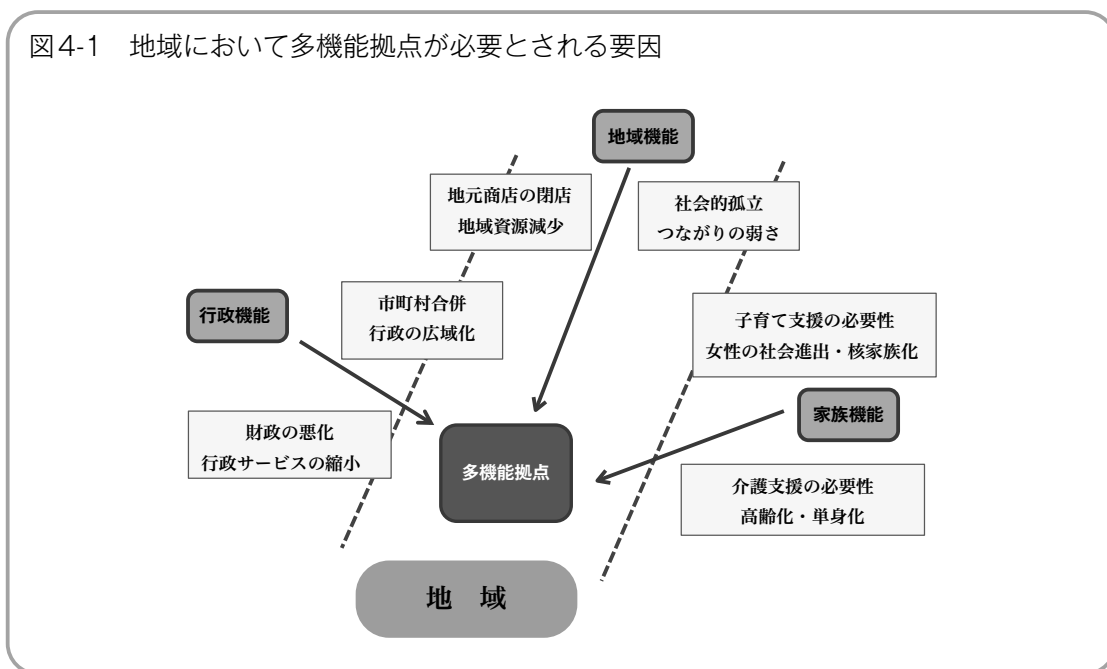 図4-1 地域において多機能拠点が必要とされる要因
地域機能
地元商店の閉店
地域資源減少
社会的孤立
つながりの弱さ
行政機能
市町村合併
行政の広域化
子育て支援の必要性
女性の社会進出・核家族化
家族機能
財政の悪化
行政サービスの縮小
多機能拠点
介護支援の必要性
高齢化・単身化
地 域